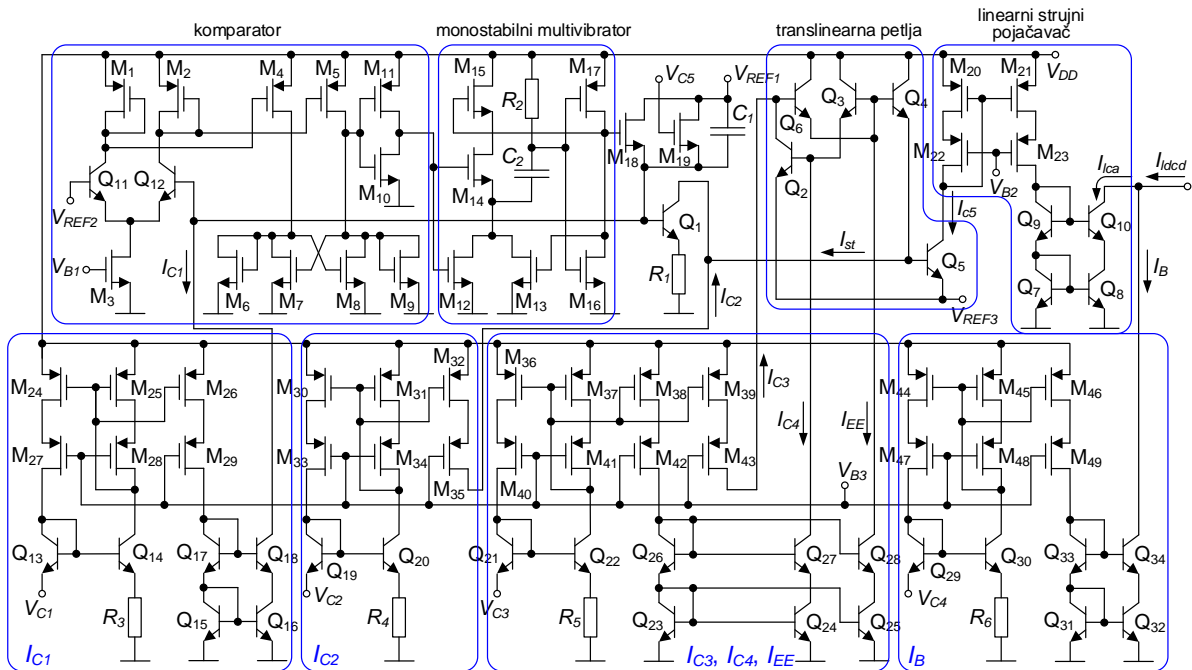 komparator
monostabilni multivibrator
translinearna petlja
linearni strujni
pojačavač
M1
M2
M4
M5
M11
M15
R2
M17
VC5
VREF1
C1
Q3
Q4
Q6
M20
M21
VDD
Q11
Q12
M10
M14
C2
M18
M19
Q2
M22
M23
VB2
Ilca
Ildcd
VREF2
Q1
Ic5
Q9
Q10
VB1
M3
IC1
M6
M7
M8
M9
M12
M13
M16
R1
IC2
Ist
Q5
VREF3
Q7
Q8
IB
M24
M25
M26
M30
M31
M32
M36
M37
M38
M39
IC3
IC4
IEE
M44
M45
M46
M27
M28
M29
M33
M34
M35
M40
M41
M42
M43
VB3
M47
M48
M49
Q13
Q14
Q17
Q18
Q19
Q20
Q21
Q22
Q26
Q27
Q28
Q29
Q30
Q33
Q34
VC1
R3
Q15
Q16
VC2
R4
VC3
R5
Q23
Q24
Q25
VC4
R6
Q31
Q32
IC1
IC2
IC3, IC4, IEE
IB